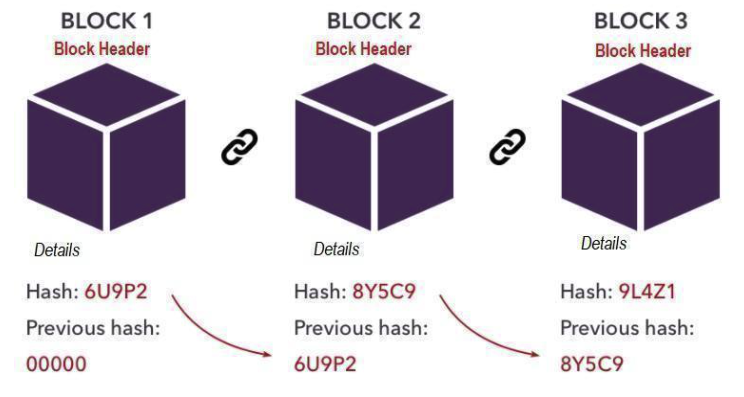 BLOCK 1
Block Header
Details
Hash: 6U9P2
Previous hash:
00000
BLOCK 2
Block Header
Details
Hash: 8Y5C9
Previous hash:
6U9P2
BLOCK 3
Block Header
Details
Hash: 9L4Z1
Previous hash:
8Y5C9